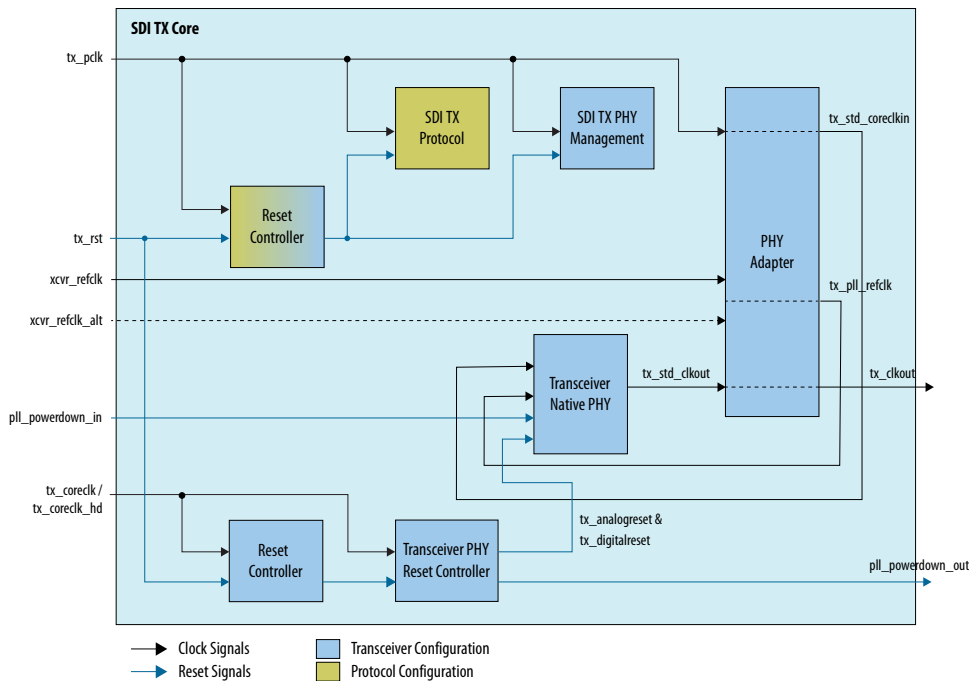 SDI TX Core
tx_pclk
SDI TX
Protocol
SDI TX PHY
Management
tx_std_coreclkin
Reset
Controller
tx_rst
PHY
Adapter
xcvr_refclk
tx_pll_refclk
xcvr_refclk_alt
Transceiver
Native PHY
tx_std_clkout
tx_clkout
pll_powerdown_in
tx_coreclk /
tx_coreclk_hd
tx_analogreset &
tx_digitalreset
Reset
Controller
Transceiver PHY
Reset Controller
pll_powerdown_out
Clock Signals
Transceiver Configuration
Reset Signals
Protocol Configuration